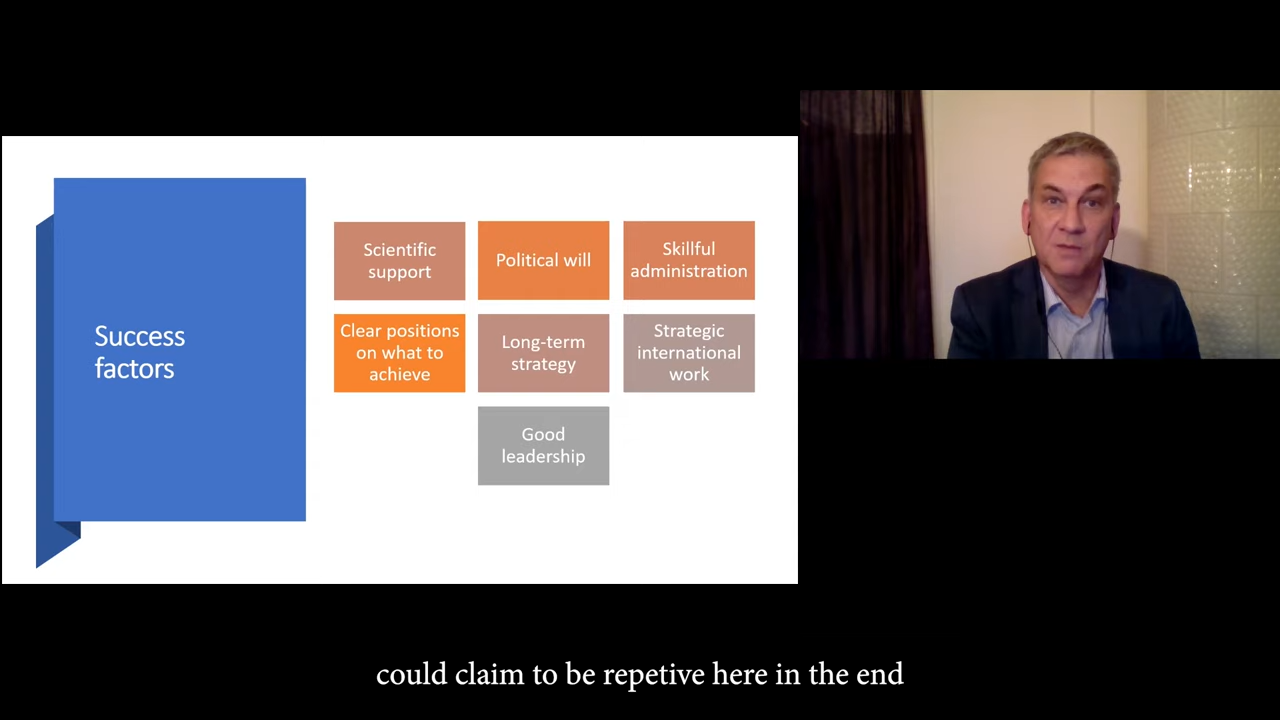 Success
factors
Scientific
support
Political will
Skillful
administration
Clear positions
on what to
achieve
Long-term
strategy
Strategic
international
work
Good
leadership
could claim to be repetive here in the end